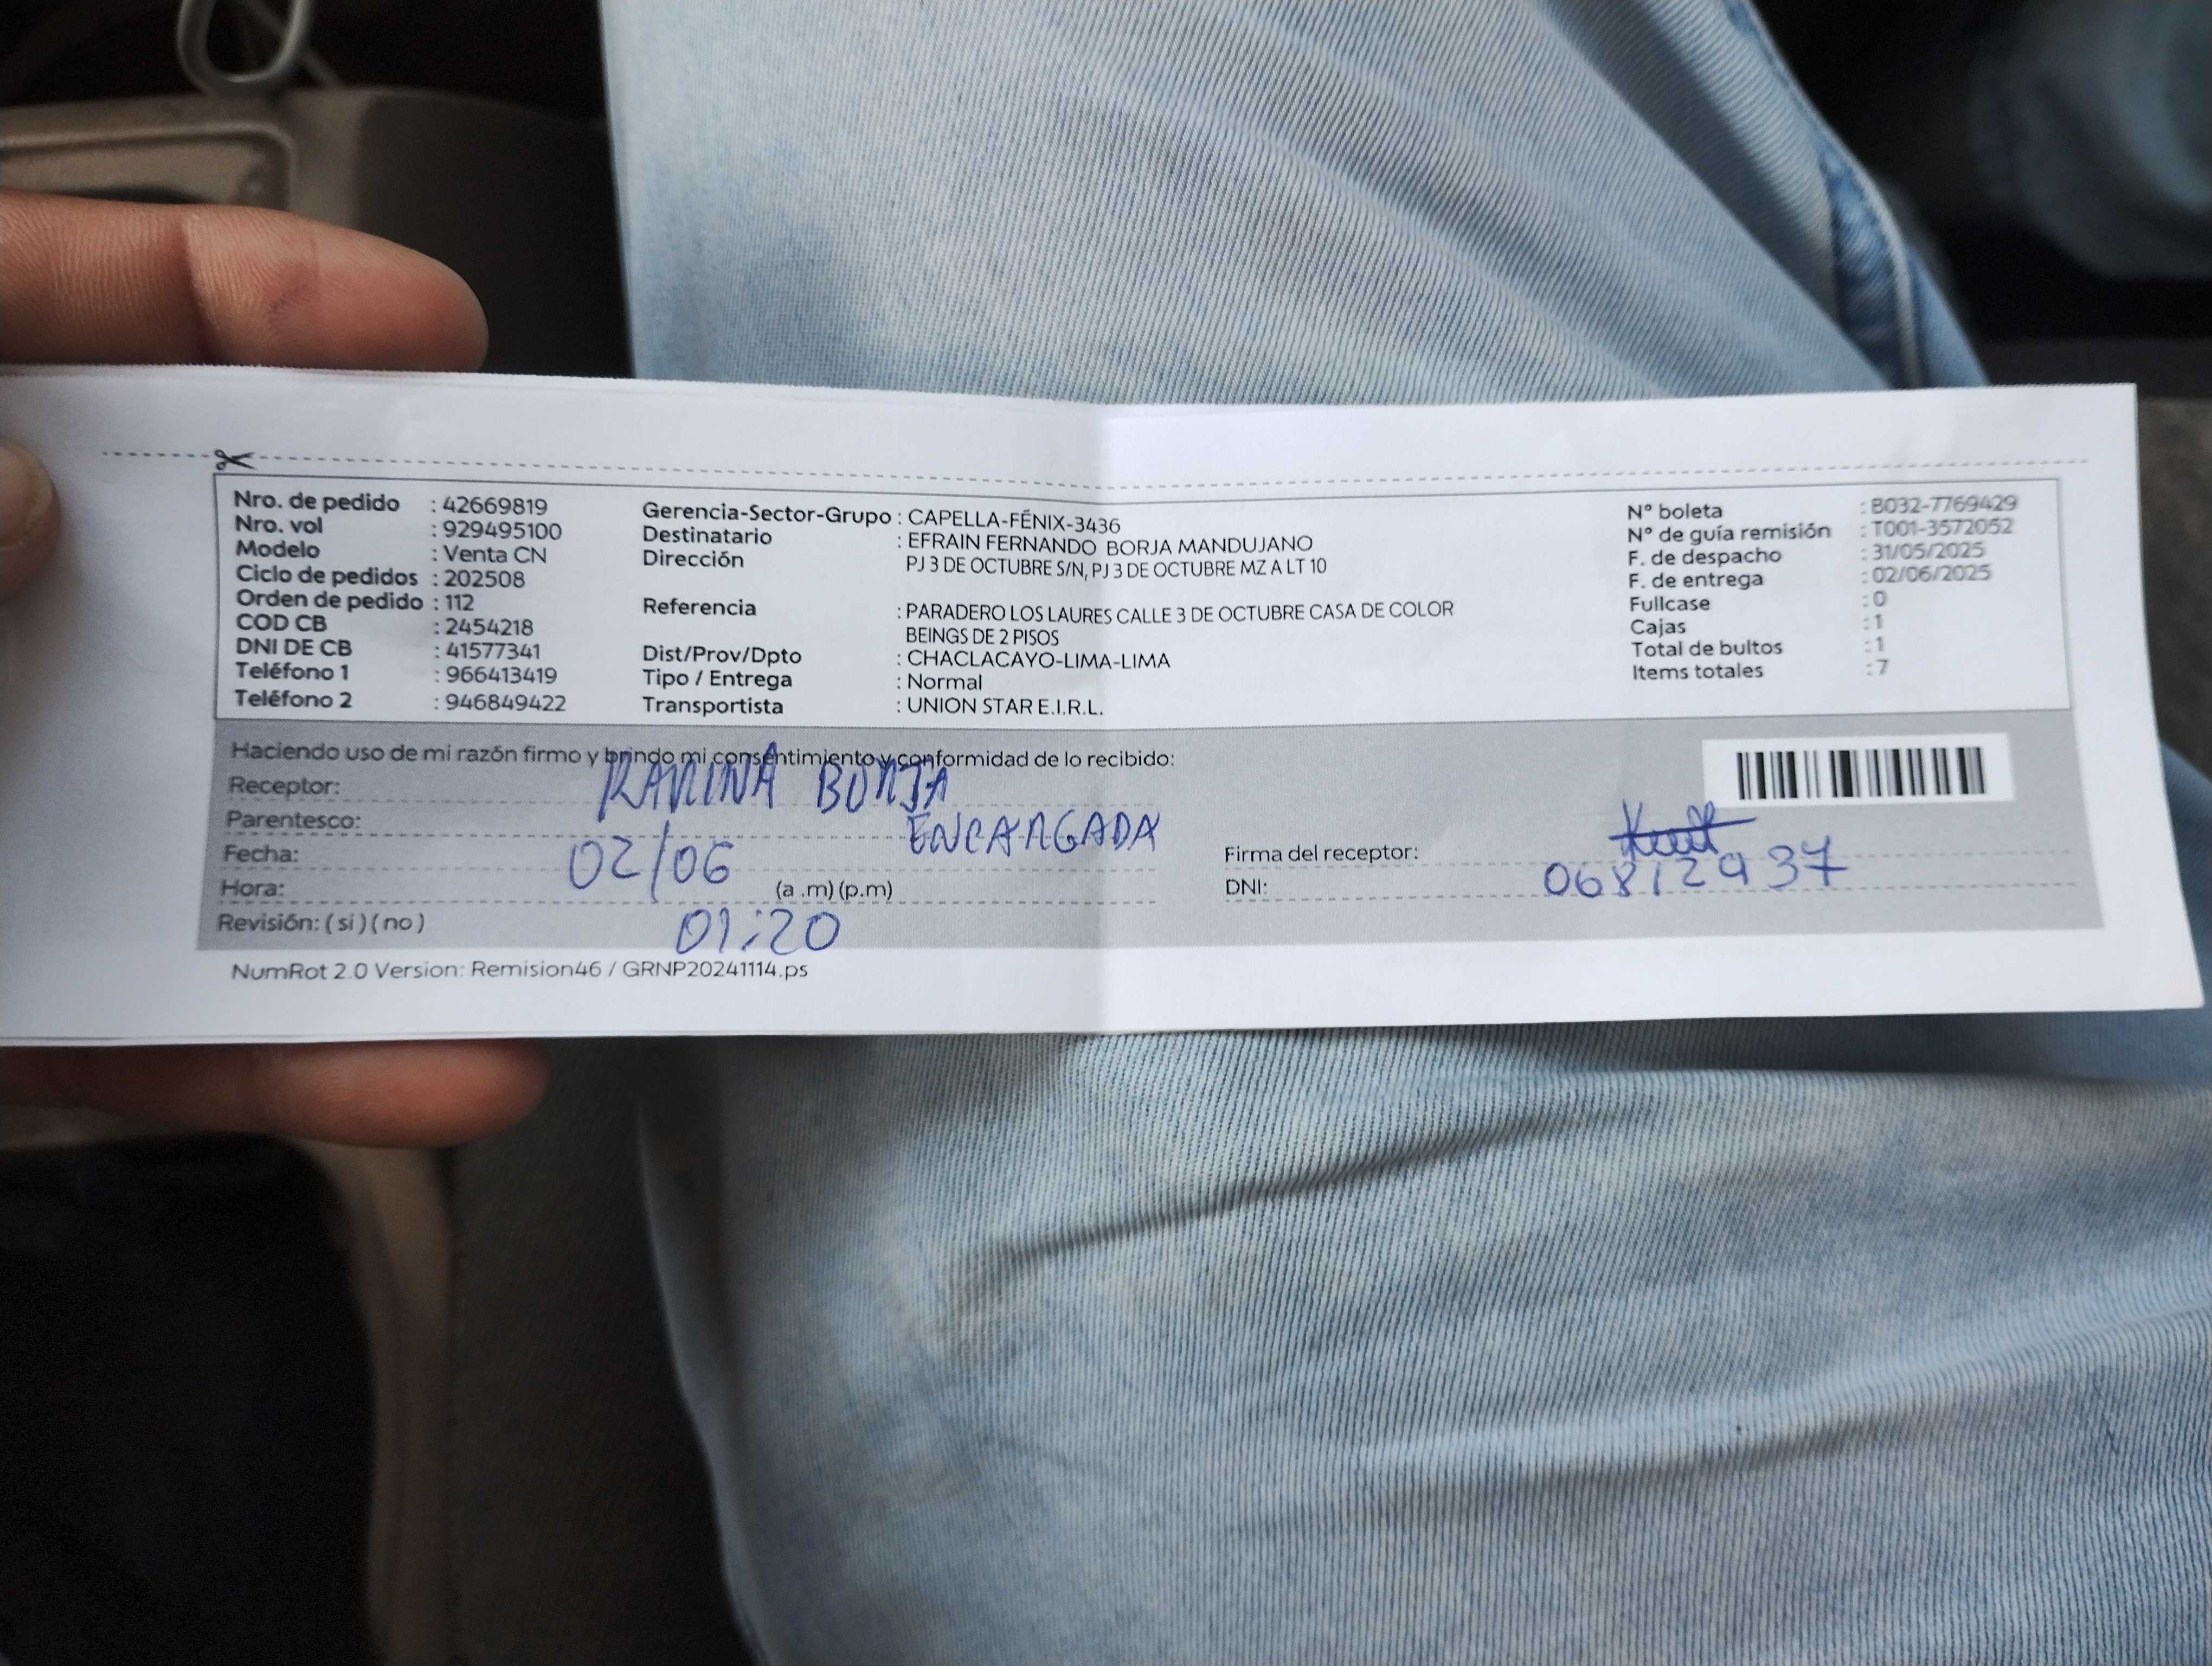 Nro. de pedido : 42669819
Nro. vol : 929495100
Modelo : Venta CN
Ciclo de pedidos : 202508
Orden de pedido : 112
COD CB : 2454218
DNI DE CB : 41577341
Teléfono 1 : 966413419
Teléfono 2 : 946849422
Gerencia-Sector-Grupo : CAPELLA-FÉNIX-3436
Destinatario : EFRAIN FERNANDO BORJA MANDUJANO
Dirección PJ 3 DE OCTUBRE S/N, PJ 3 DE OCTUBRE MZ A LT 10
Referencia : PARADERO LOS LAURES CALLE 3 DE OCTUBRE CASA DE COLOR
BEINGS DE 2 PISOS
Dist/Prov/Dpto : CHACLACAYO-LIMA-LIMA
Tipo / Entrega : Normal
Transportista : UNION STAR E.I.R.L.
N° boleta : B032-7769429
N° de guía remisión : T001-3572052
F. de despacho : 31/05/2025
F. de entrega : 02/06/2025
Fullcase : 0
Cajas : 1
Total de bultos : 1
Items totales : 7
Haciendo uso de mi razón firmo y brindo mi consentimiento y conformidad de lo recibido:
Receptor: BORJA
Parentesco: ENCARGADA
Fecha: 02/06
Hora: (a .m) (p.m)
01:20
Revisión: ( si ) ( no )
Firma del receptor:
DNI: 06812937
NumRot 2.0 Version: Remision46 / GRNP20241114.ps